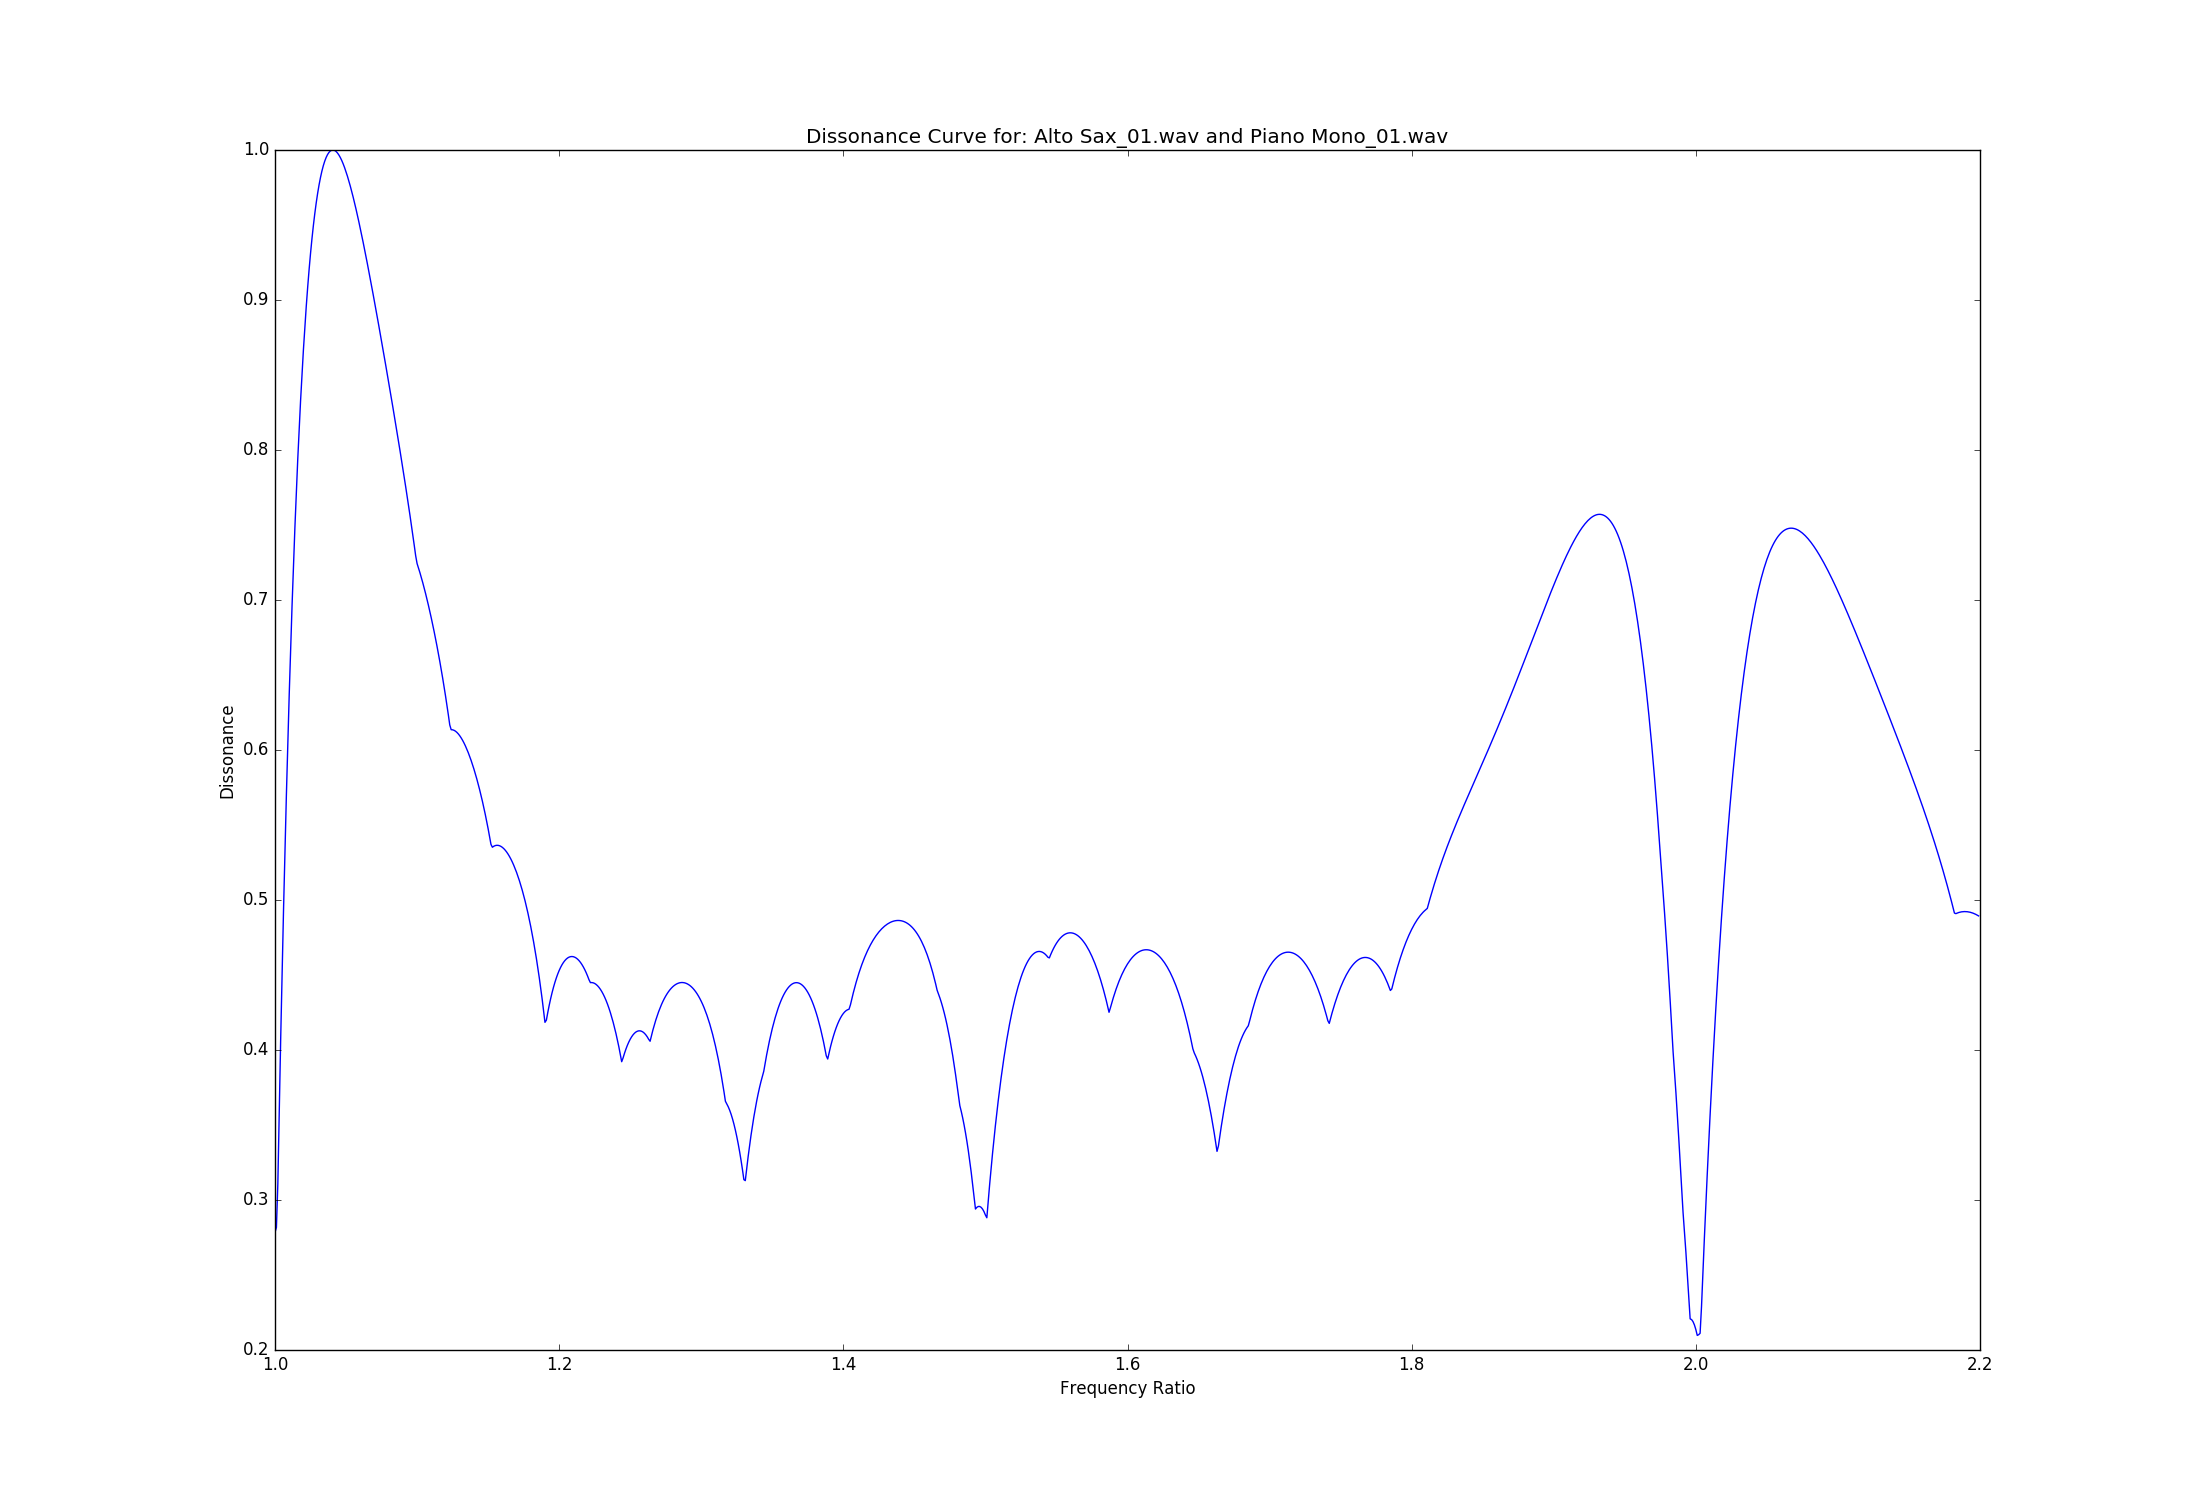 Dissonance Curve for: Alto Sax_01.wav and Piano Mono_01.wav
1.0
0.9
0.8
0.7
0.6
0.5
0.4
0.3
0.2
Dissonance
1.0 1.2 1.4 1.6 1.8 2.0 2.2
Frequency Ratio